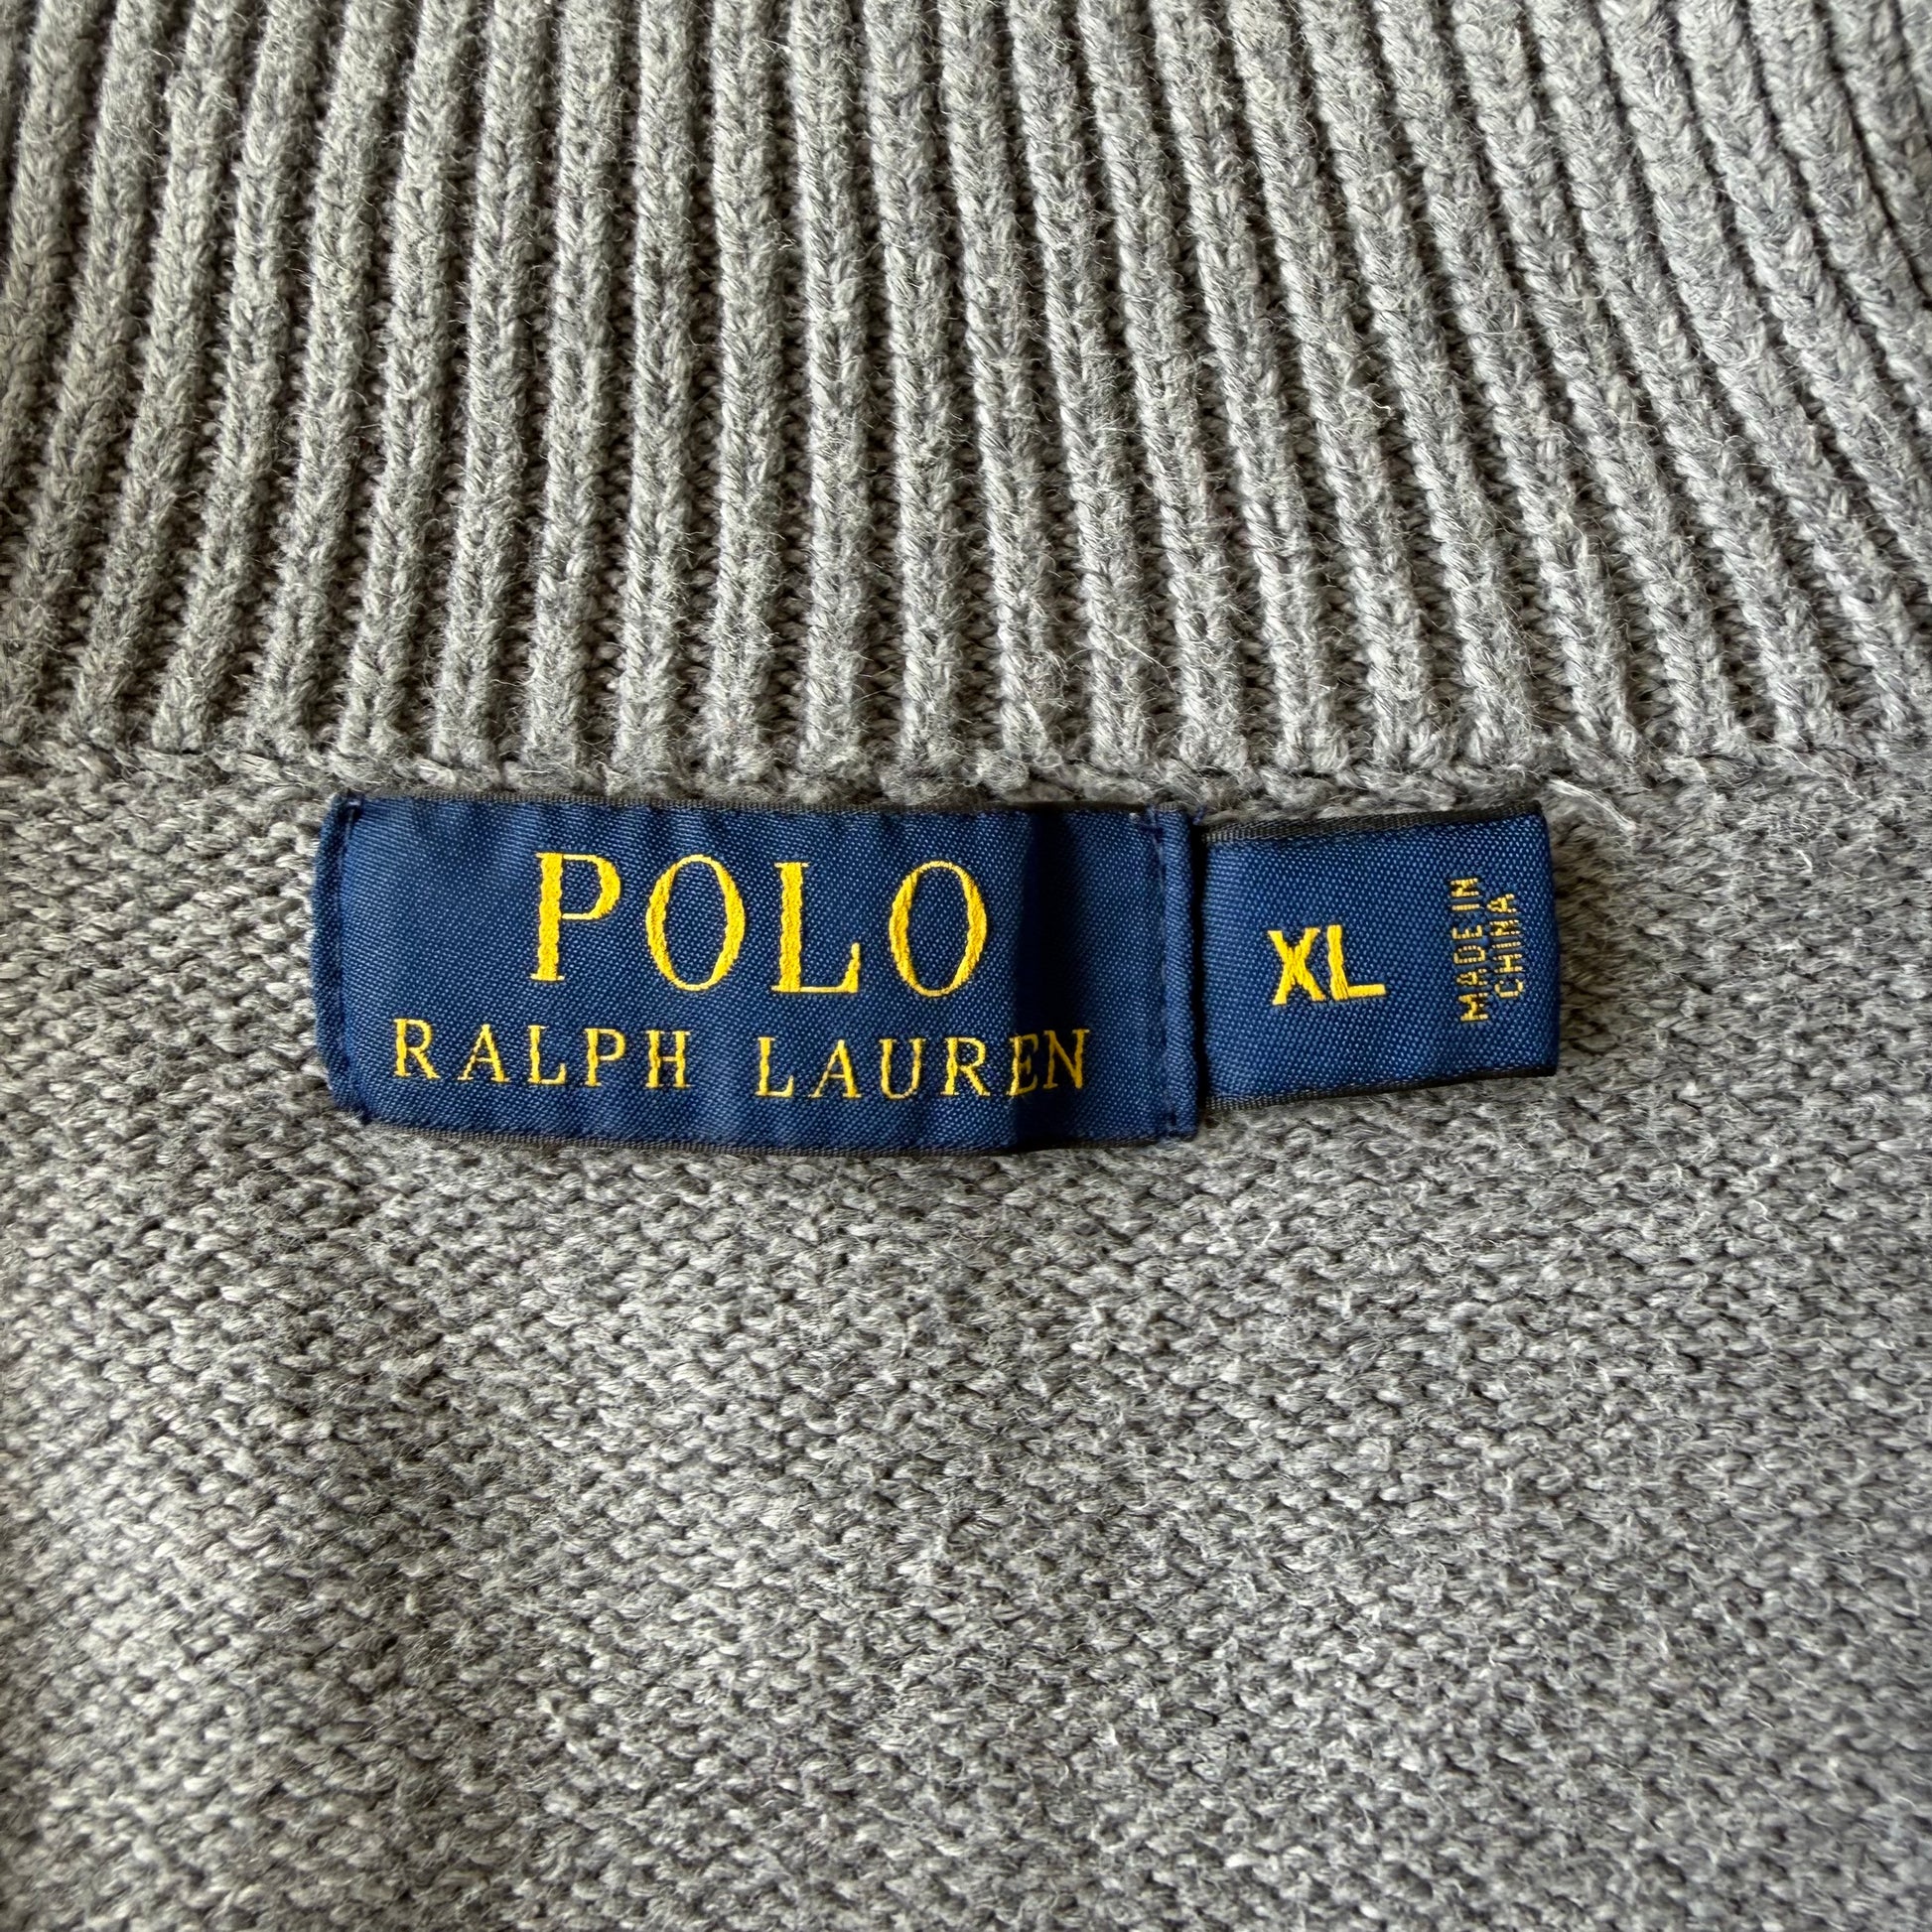 POLO
RALPH LAUREN
XL
MADE IN
CHINA